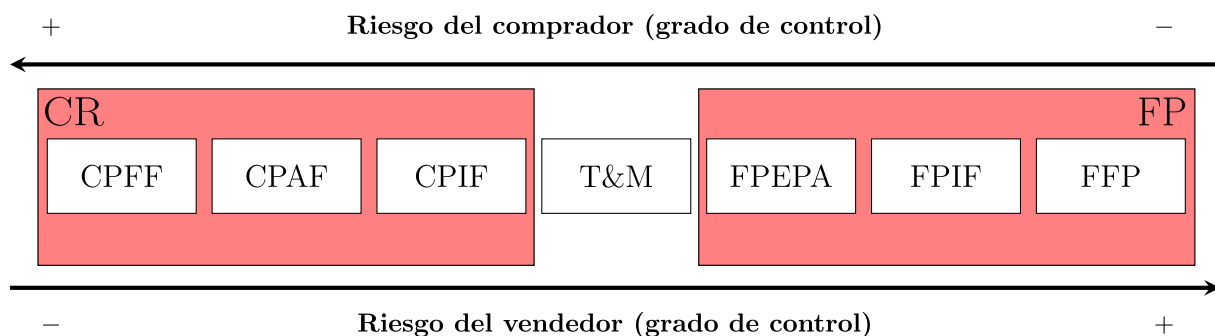 + Riesgo del comprador (grado de control) −
CR FP
CPFF CPAF CPIF T&M FPEPA FPIF FFP
− Riesgo del vendedor (grado de control) +